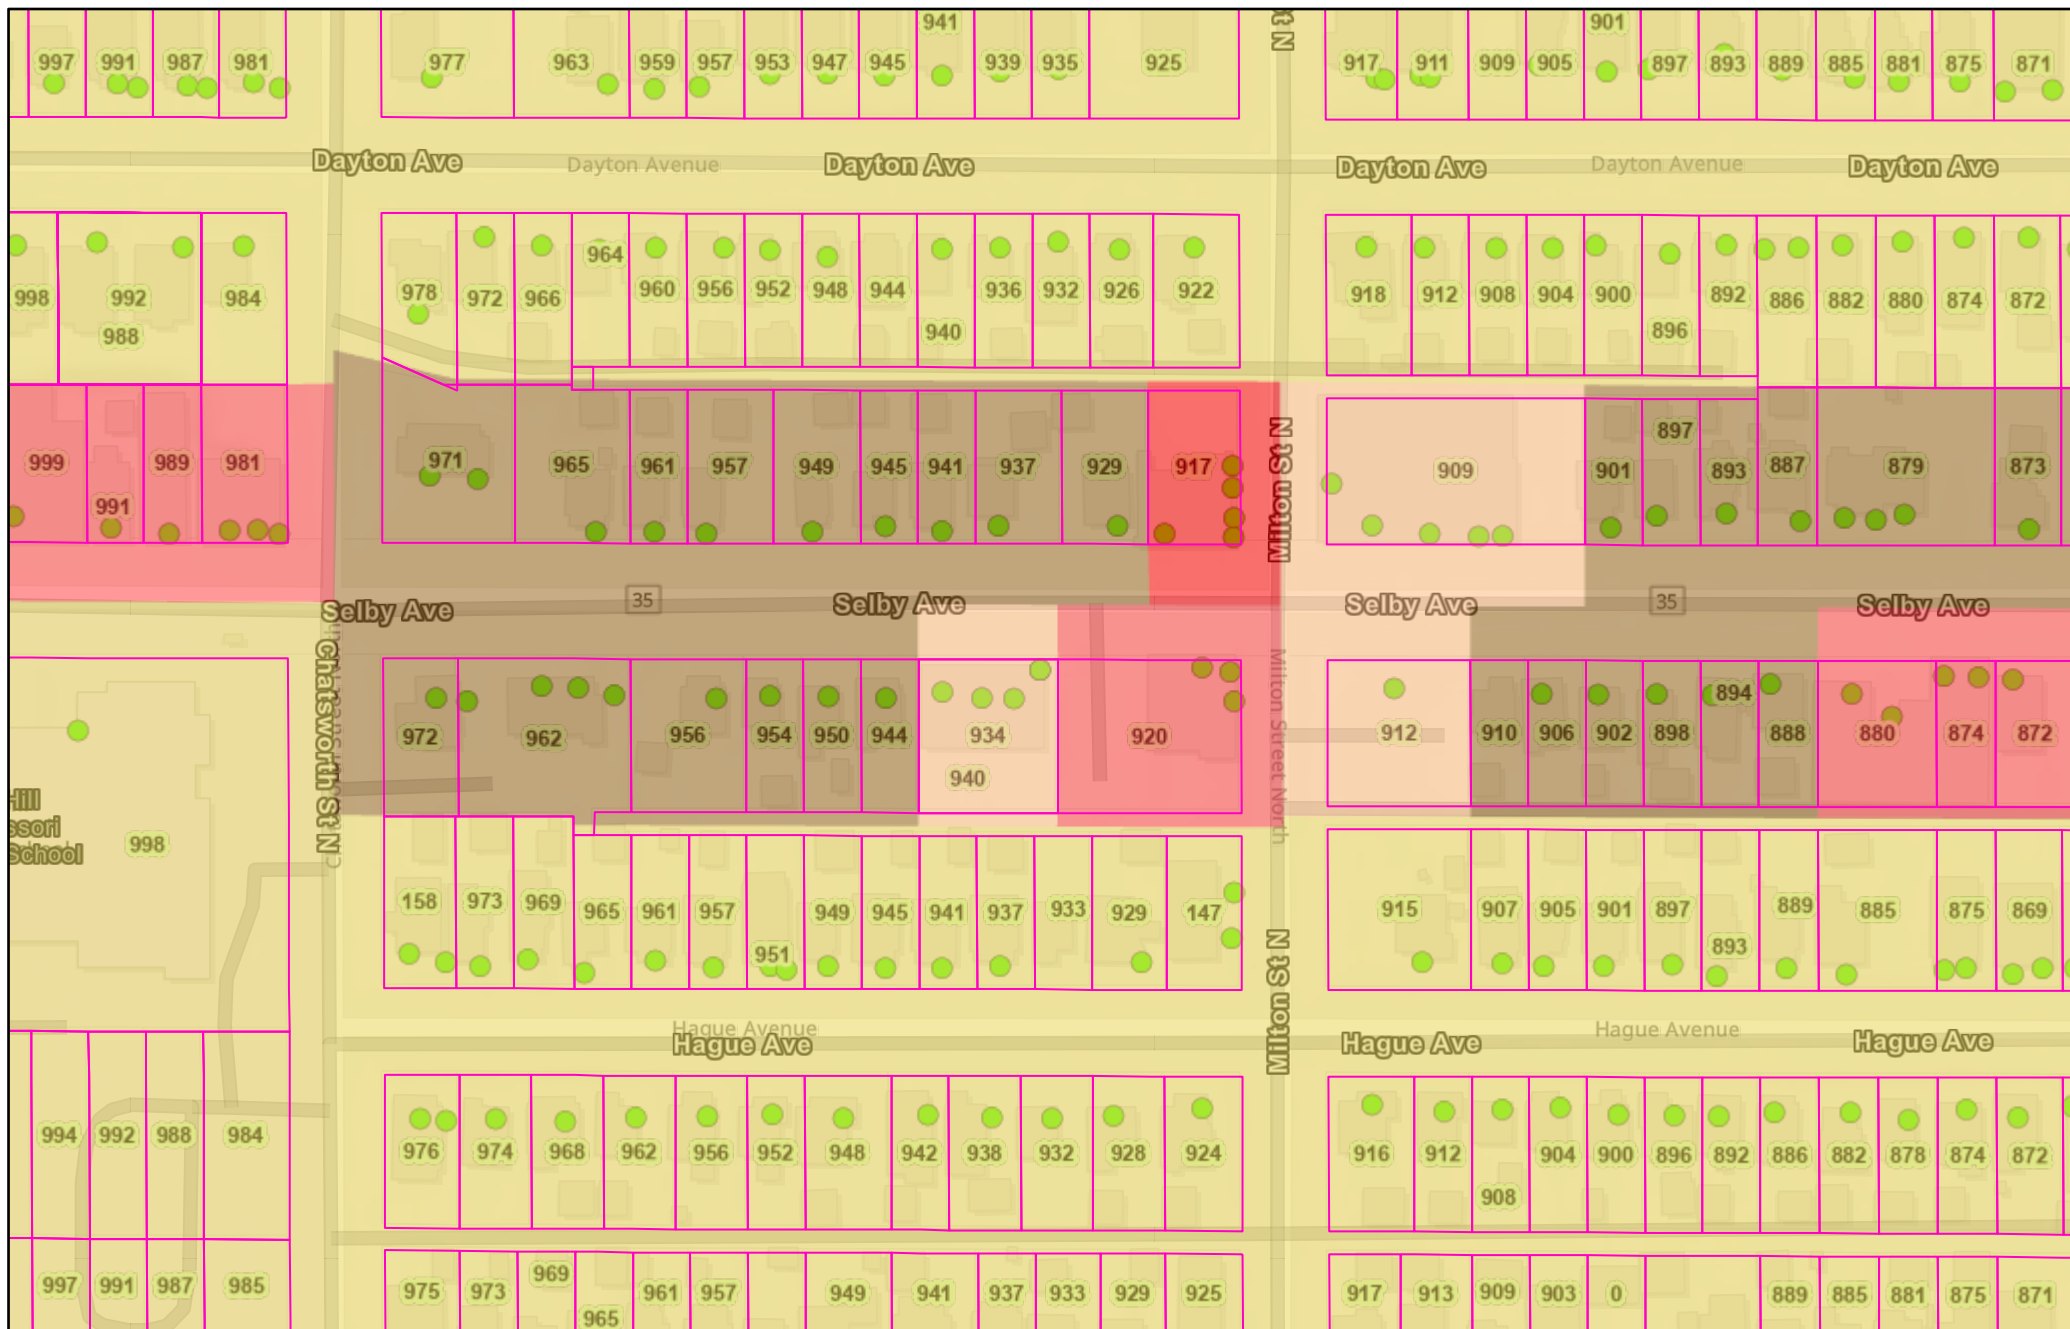 941
901
997 991 987 981 977 963 959 957 953 947 945 939 935 925 917 911 909 905 897 893 889 885 881 875 871
Dayton Ave Dayton Avenue Dayton Ave Dayton Ave Dayton Avenue Dayton Ave
964
998 992 984 978 972 966 960 956 952 948 944 936 932 926 922 918 912 908 904 900 892 886 882 880 874 872
988 940 896
897
999 989 981 971 965 961 957 949 945 941 937 929 917 909 901 893 887 879 873
991
Milton St N
35 35
Selby Ave Selby Ave Selby Ave Selby Ave
Chatsworth St N
Milton Street North
894
972 962 956 954 950 944 934 920 912 910 906 902 898 888 880 874 872
940
Hill
ssori
School
998
158 973 969 965 961 957 949 945 941 937 933 929 147 915 907 905 901 897 889 885 875 869
951 893
Milton St N
Hague Avenue Hague Avenue
Hague Ave Hague Ave Hague Ave
994 992 988 984 976 974 968 962 956 952 948 942 938 932 928 924 916 912 904 900 896 892 886 882 878 874 872
908
969
997 991 987 985 975 973 961 957 949 941 937 933 929 925 917 913 909 903 0 889 885 881 875 871
965